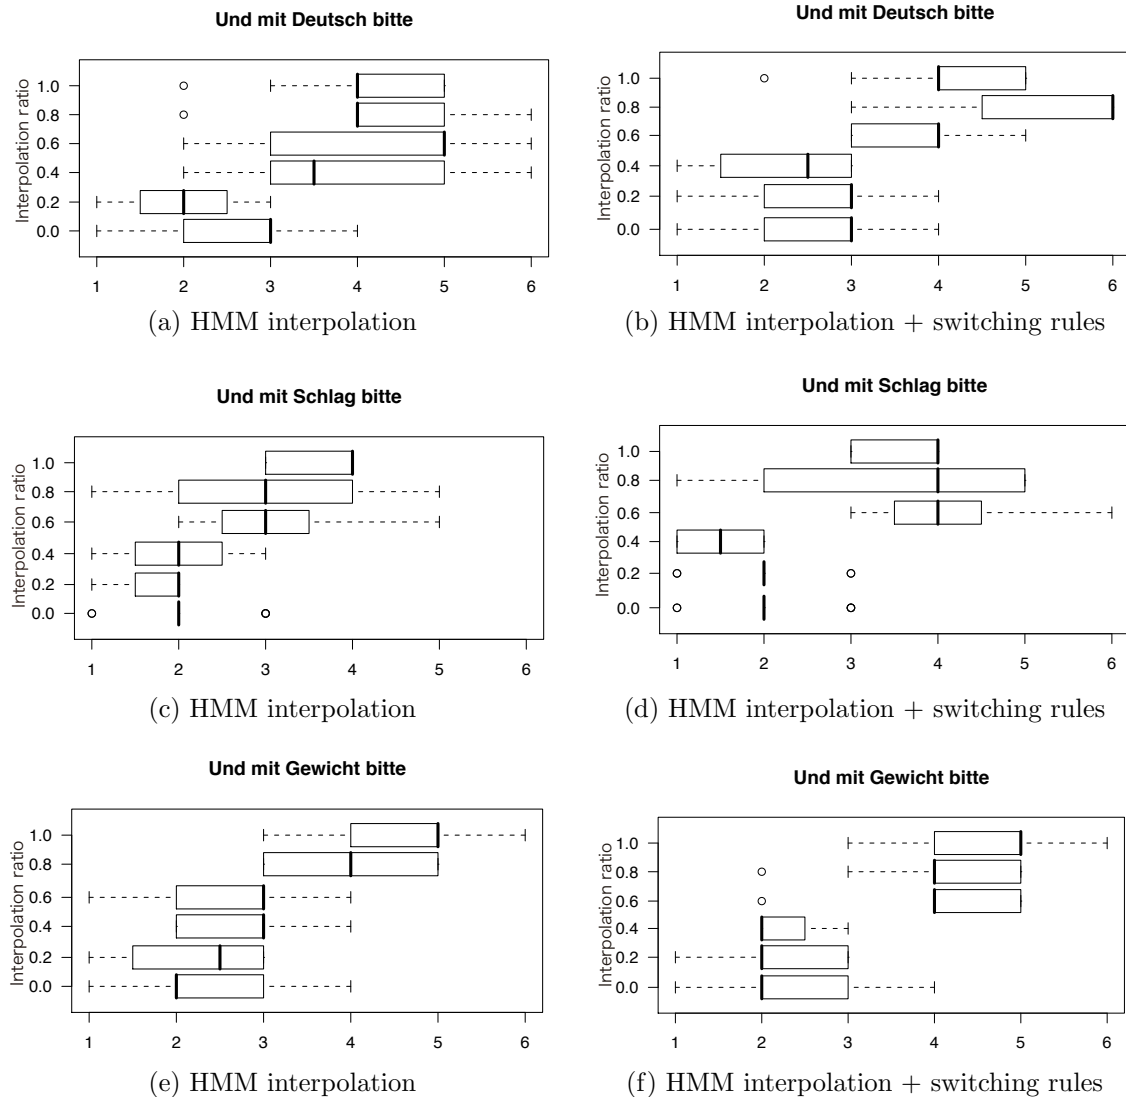 Und mit Deutsch bitte
Interpolation ratio
1.0
0.8
0.6
0.4
0.2
0.0
1 2 3 4 5 6
(a) HMM interpolation
Und mit Deutsch bitte
Interpolation ratio
1.0
0.8
0.6
0.4
0.2
0.0
1 2 3 4 5 6
(b) HMM interpolation + switching rules
Und mit Schlag bitte
Interpolation ratio
1.0
0.8
0.6
0.4
0.2
0.0
1 2 3 4 5 6
(c) HMM interpolation
Und mit Schlag bitte
Interpolation ratio
1.0
0.8
0.6
0.4
0.2
0.0
1 2 3 4 5 6
(d) HMM interpolation + switching rules
Und mit Gewicht bitte
Interpolation ratio
1.0
0.8
0.6
0.4
0.2
0.0
1 2 3 4 5 6
(e) HMM interpolation
Und mit Gewicht bitte
Interpolation ratio
1.0
0.8
0.6
0.4
0.2
0.0
1 2 3 4 5 6
(f) HMM interpolation + switching rules